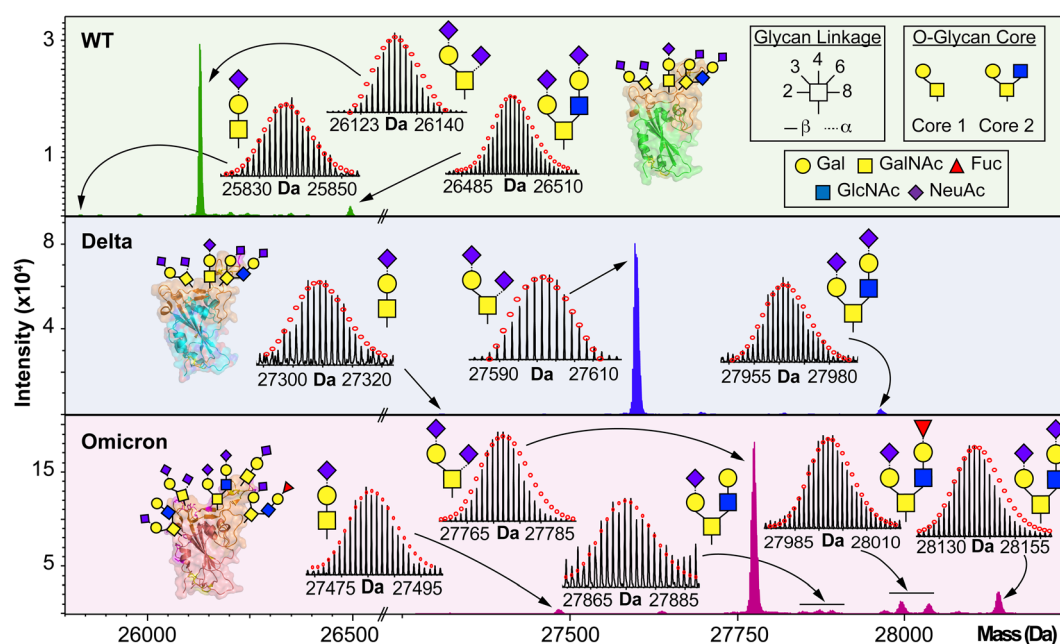 WT
Glycan Linkage
O-Glycan Core
3 4 6
2 8
β α
Core 1 Core 2
Gal GalNAc Fuc
GlcNAc NeuAc
3
1
26123 Da 26140
25830 Da 25850
26485 Da 26510
Delta
8
4
27300 Da 27320
27590 Da 27610
27955 Da 27980
Intensity (x10⁴)
Omicron
15
5
27475 Da 27495
27765 Da 27785
27865 Da 27885
27985 Da 28010
28130 Da 28155
26000 26500 27500 27750 28000 Mass (Da)